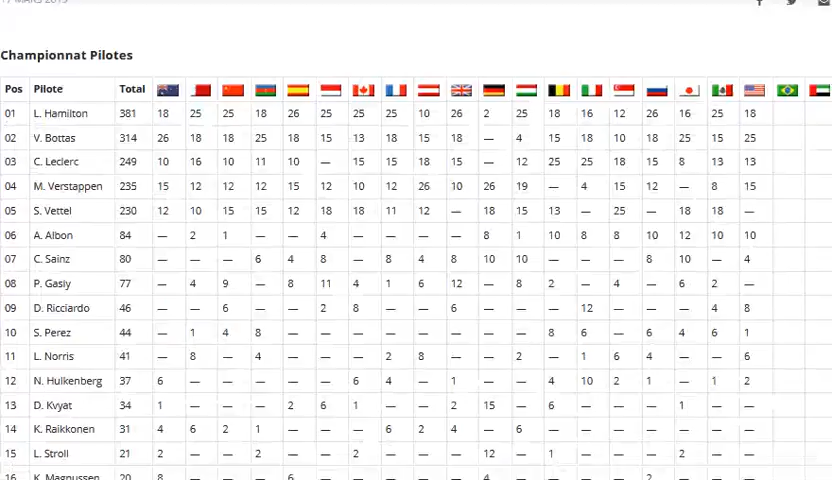 17 MARS 2019
Championnat Pilotes
Pos Pilote Total
01 L. Hamilton 381 18 25 25 18 26 25 25 25 10 26 2 25 18 16 12 26 16 25 18
02 V. Bottas 314 26 18 18 25 18 15 13 18 15 18 — 4 15 18 10 18 25 15 25
03 C. Leclerc 249 10 16 10 11 10 — 15 15 18 15 — 12 25 25 18 15 8 13 13
04 M. Verstappen 235 15 12 12 12 15 12 10 12 26 10 26 19 — 4 15 12 — 8 15
05 S. Vettel 230 12 10 15 15 12 18 18 11 12 — 18 15 13 — 25 — 18 18 —
06 A. Albon 84 — 2 1 — — 4 — — — — 8 1 10 8 8 10 12 10 10
07 C. Sainz 80 — — — 6 4 8 — 8 4 8 10 10 — — — 8 10 — 4
08 P. Gasly 77 — 4 9 — 8 11 4 1 6 12 — 8 2 — 4 — 6 2 —
09 D. Ricciardo 46 — — 6 — — 2 8 — — 6 — — — 12 — — — 4 8
10 S. Perez 44 — 1 4 8 — — — — — — — — 8 6 — 6 4 6 1
11 L. Norris 41 — 8 — 4 — — — 2 8 — — 2 — 1 6 4 — — 6
12 N. Hulkenberg 37 6 — — — — — 6 4 — 1 — — 4 10 2 1 — 1 2
13 D. Kvyat 34 1 — — — 2 6 1 — — 2 15 — 6 — — — 1 — —
14 K. Raikkonen 31 4 6 2 1 — — — 6 2 4 — 6 — — — — — — —
15 L. Stroll 21 2 — — 2 — — 2 — — — 12 — 1 — — — 2 — —
16 K. Magnussen 20 8 — — — 6 — — — — — 4 — — — — 2 — — —